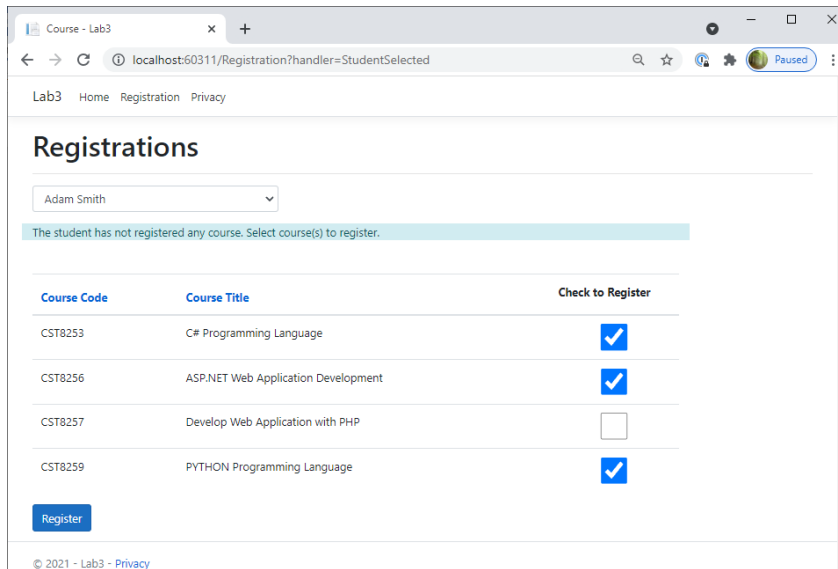 Course - Lab3
localhost:60311/Registration?handler=StudentSelected
Paused
Lab3 Home Registration Privacy
Registrations
Adam Smith
The student has not registered any course. Select course(s) to register.
Course Code Course Title Check to Register
CST8253 C# Programming Language
CST8256 ASP.NET Web Application Development
CST8257 Develop Web Application with PHP
CST8259 PYTHON Programming Language
Register
© 2021 - Lab3 - Privacy